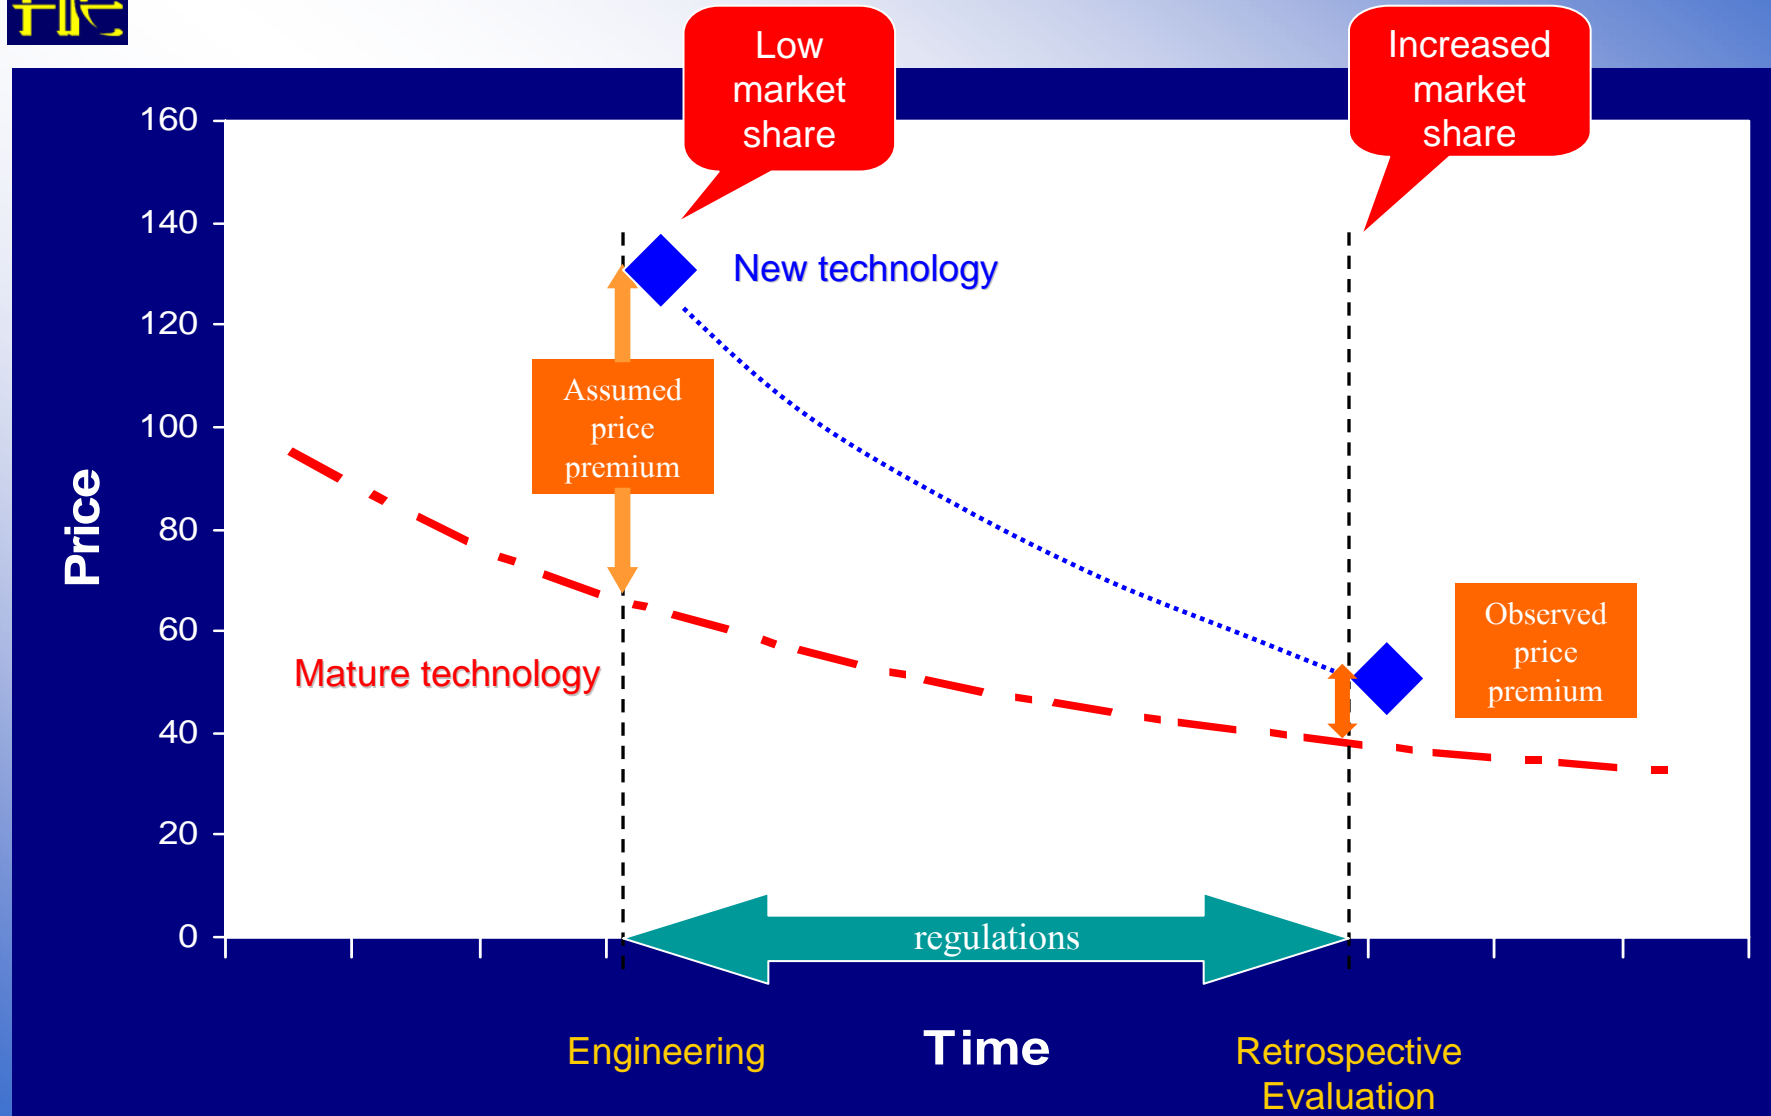 Low
market
share
Increased
market
share
160
140
120
100
80
60
40
20
0
Price
New technology
Assumed
price
premium
Mature technology
Observed
price
premium
regulations
Engineering
Time
Retrospective
Evaluation